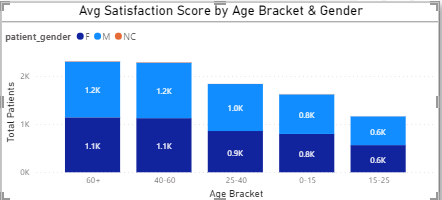 Avg Satisfaction Score by Age Bracket & Gender
patient_gender F M NC
Total Patients
2K
1K
0K
1.2K 1.2K 1.0K 0.8K 0.6K
1.1K 1.1K 0.9K 0.8K 0.6K
60+ 40-60 25-40 0-15 15-25
Age Bracket